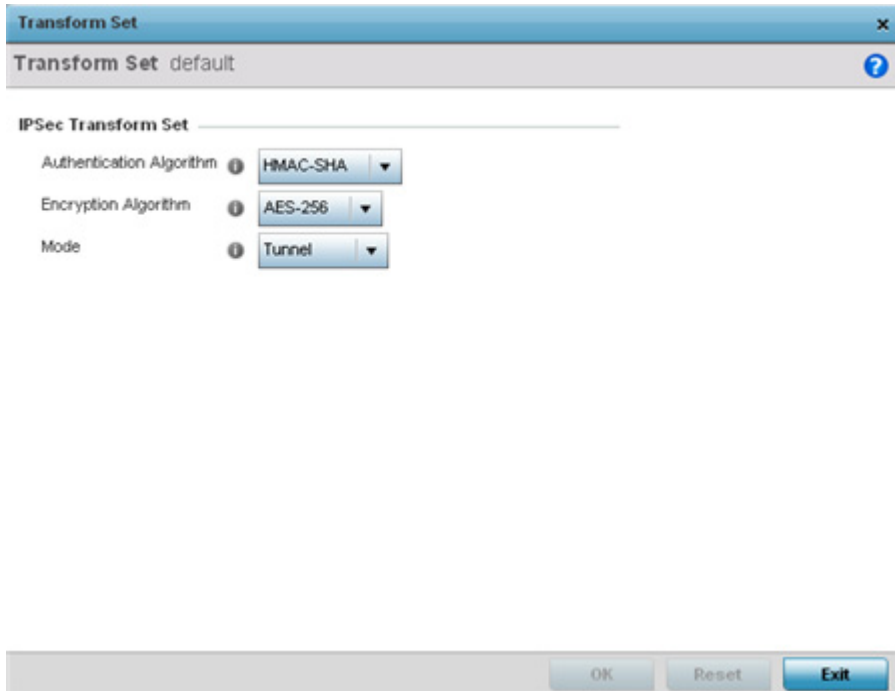 Transform Set
Transform Set default
IPSec Transform Set
Authentication Algorithm HMAC-SHA
Encryption Algorithm AES-256
Mode Tunnel
OK Reset Exit